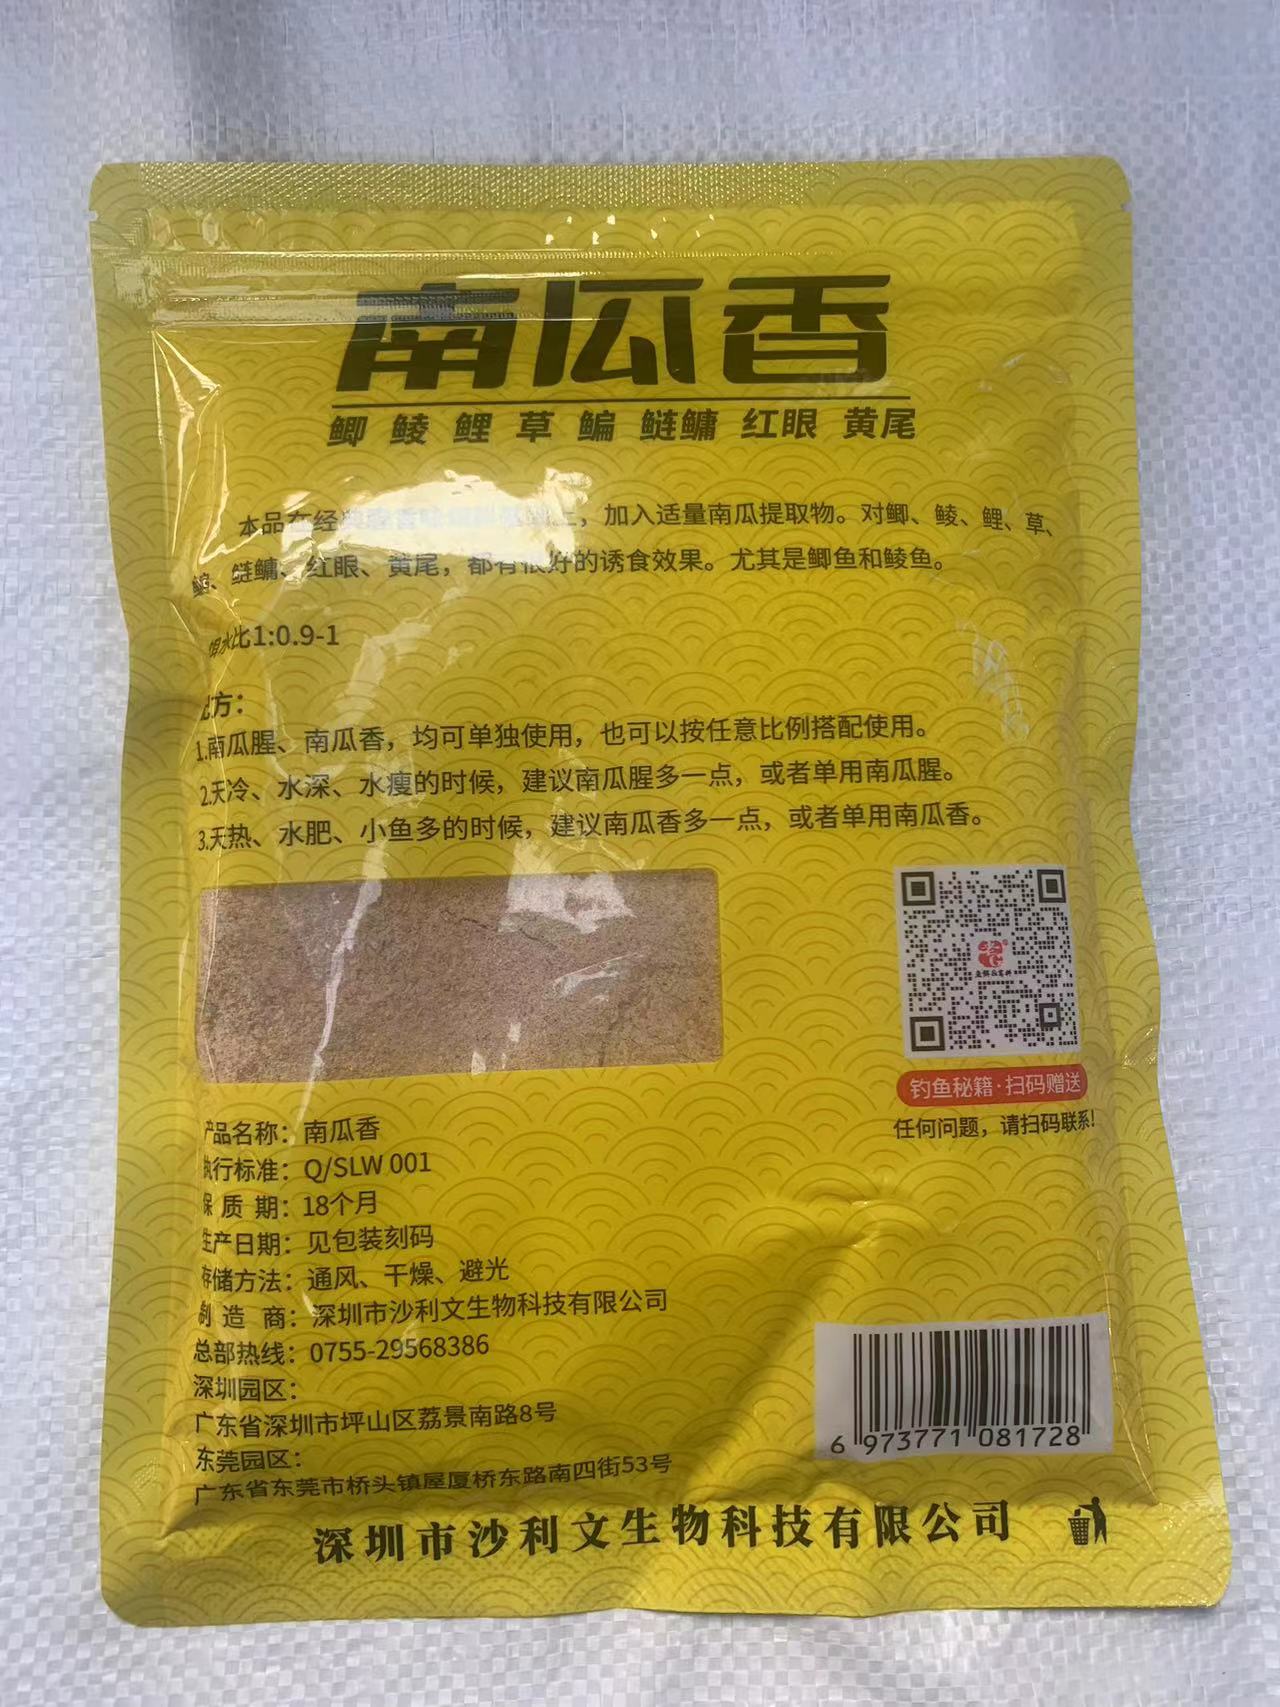 南瓜香
鲫 鲮 鲤 草 鳊 鲢鳙 红眼 黄尾
本品在经 上，加入适量南瓜提取物。对鲫、鲮、鲤、草、
鳊、鲢鳙、红眼、黄尾，都有很好的诱食效果。尤其是鲫鱼和鲮鱼。
饵水比1:0.9-1
配方：
1.南瓜腥、南瓜香，均可单独使用，也可以按任意比例搭配使用。
2.天冷、水深、水瘦的时候，建议南瓜腥多一点，或者单用南瓜腥。
3.天热、水肥、小鱼多的时候，建议南瓜香多一点，或者单用南瓜香。
钓鱼秘籍·扫码赠送
任何问题，请扫码联系!
产品名称：南瓜香
执行标准：Q/SLW 001
保 质 期：18个月
生产日期：见包装刻码
存储方法：通风、干燥、避光
制 造 商：深圳市沙利文生物科技有限公司
总部热线：0755-29568386
深圳园区：
广东省深圳市坪山区荔景南路8号
东莞园区：
广东省东莞市桥头镇屋厦桥东路南四街53号
6 973771 081728
深圳市沙利文生物科技有限公司